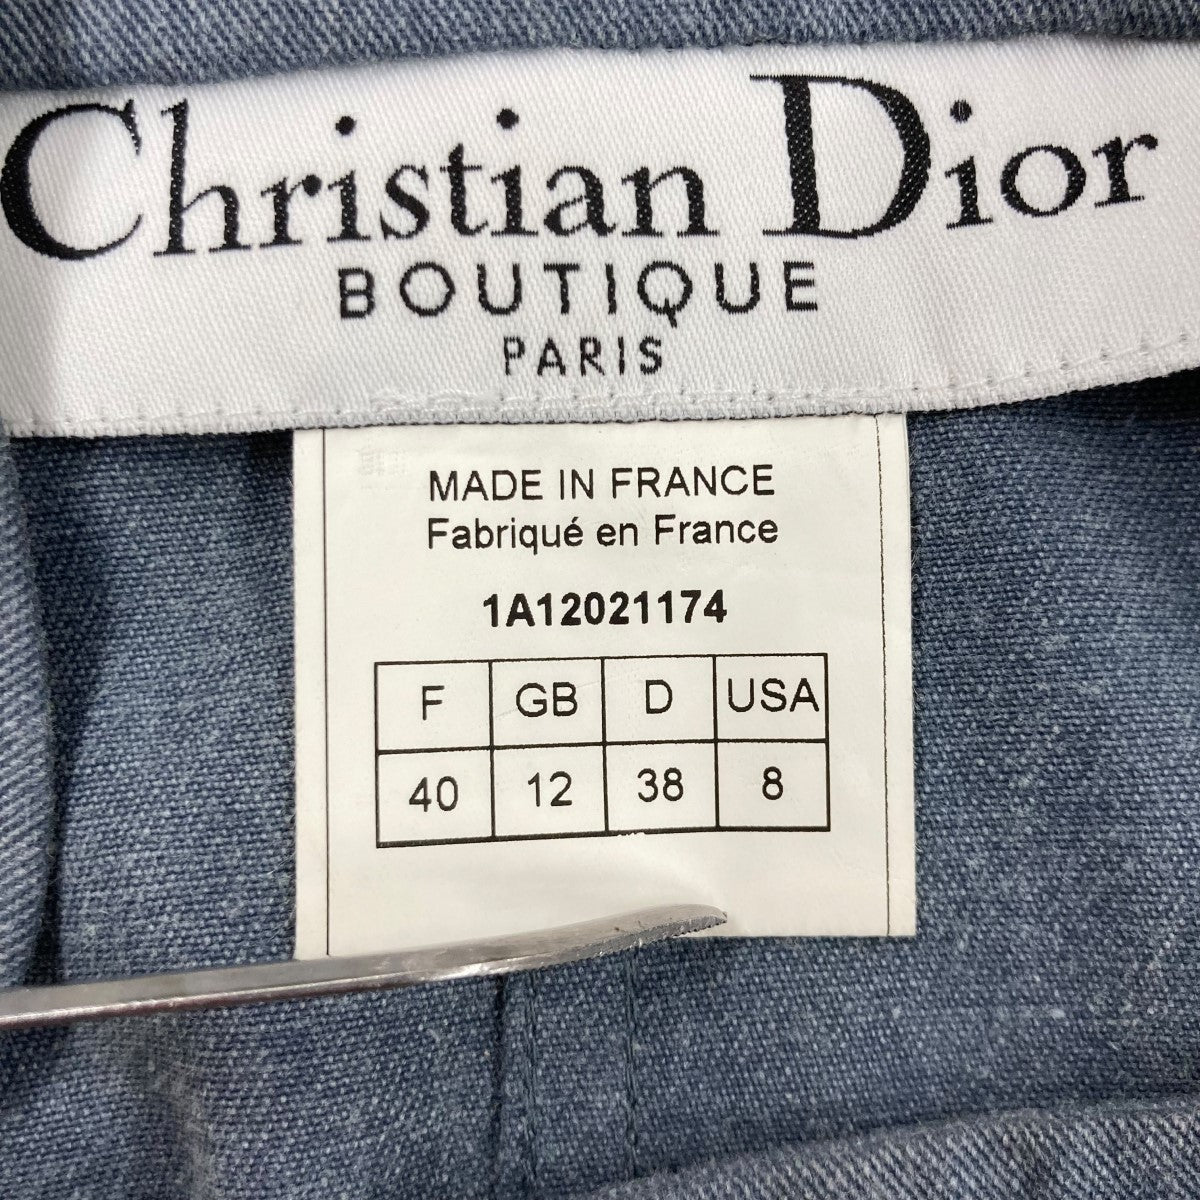 Christian Dior
BOUTIQUE
PARIS
MADE IN FRANCE
Fabriqué en France
1A12021174
F GB D USA
40 12 38 8